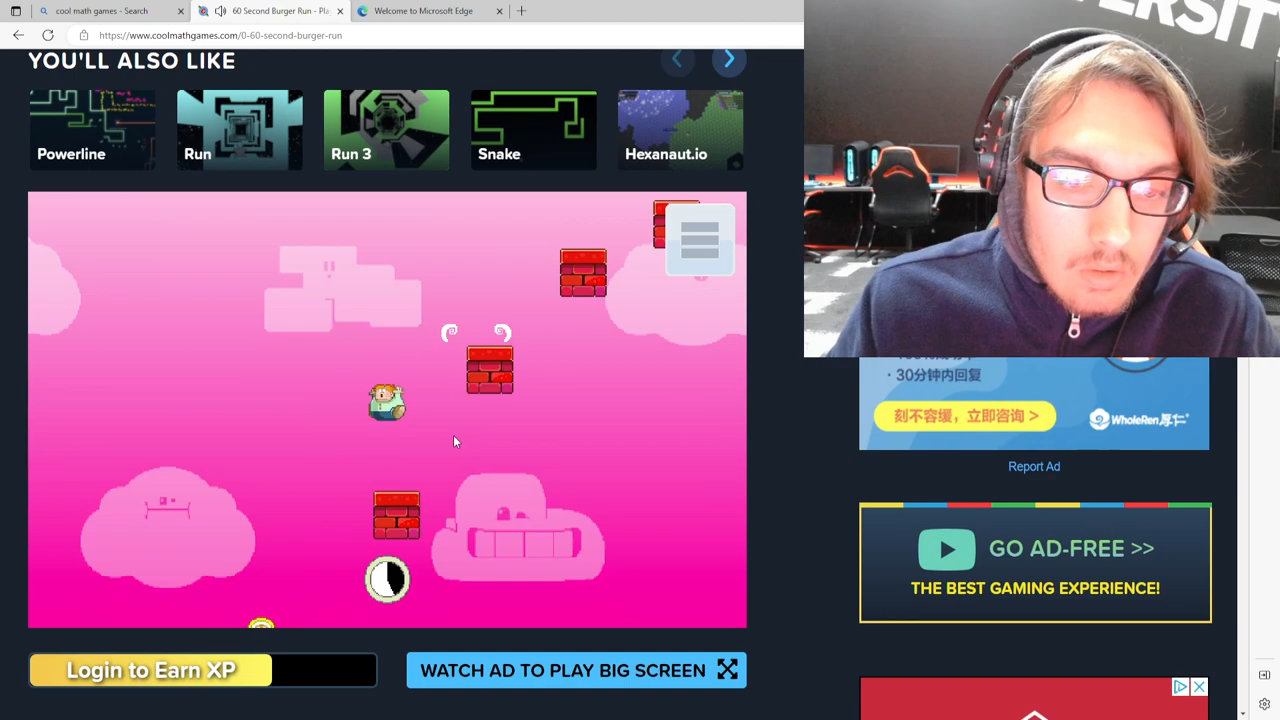 cool math games - Search
60 Second Burger Run - Pla
Welcome to Microsoft Edge
https://www.coolmathgames.com/0-60-second-burger-run
YOU'LL ALSO LIKE
Powerline
Run
Run 3
Snake
Hexanaut.io
ERSIT
· 30分钟内回复
刻不容缓，立即咨询 >
WholeRen厚仁
Report Ad
GO AD-FREE >>
THE BEST GAMING EXPERIENCE!
Login to Earn XP
WATCH AD TO PLAY BIG SCREEN